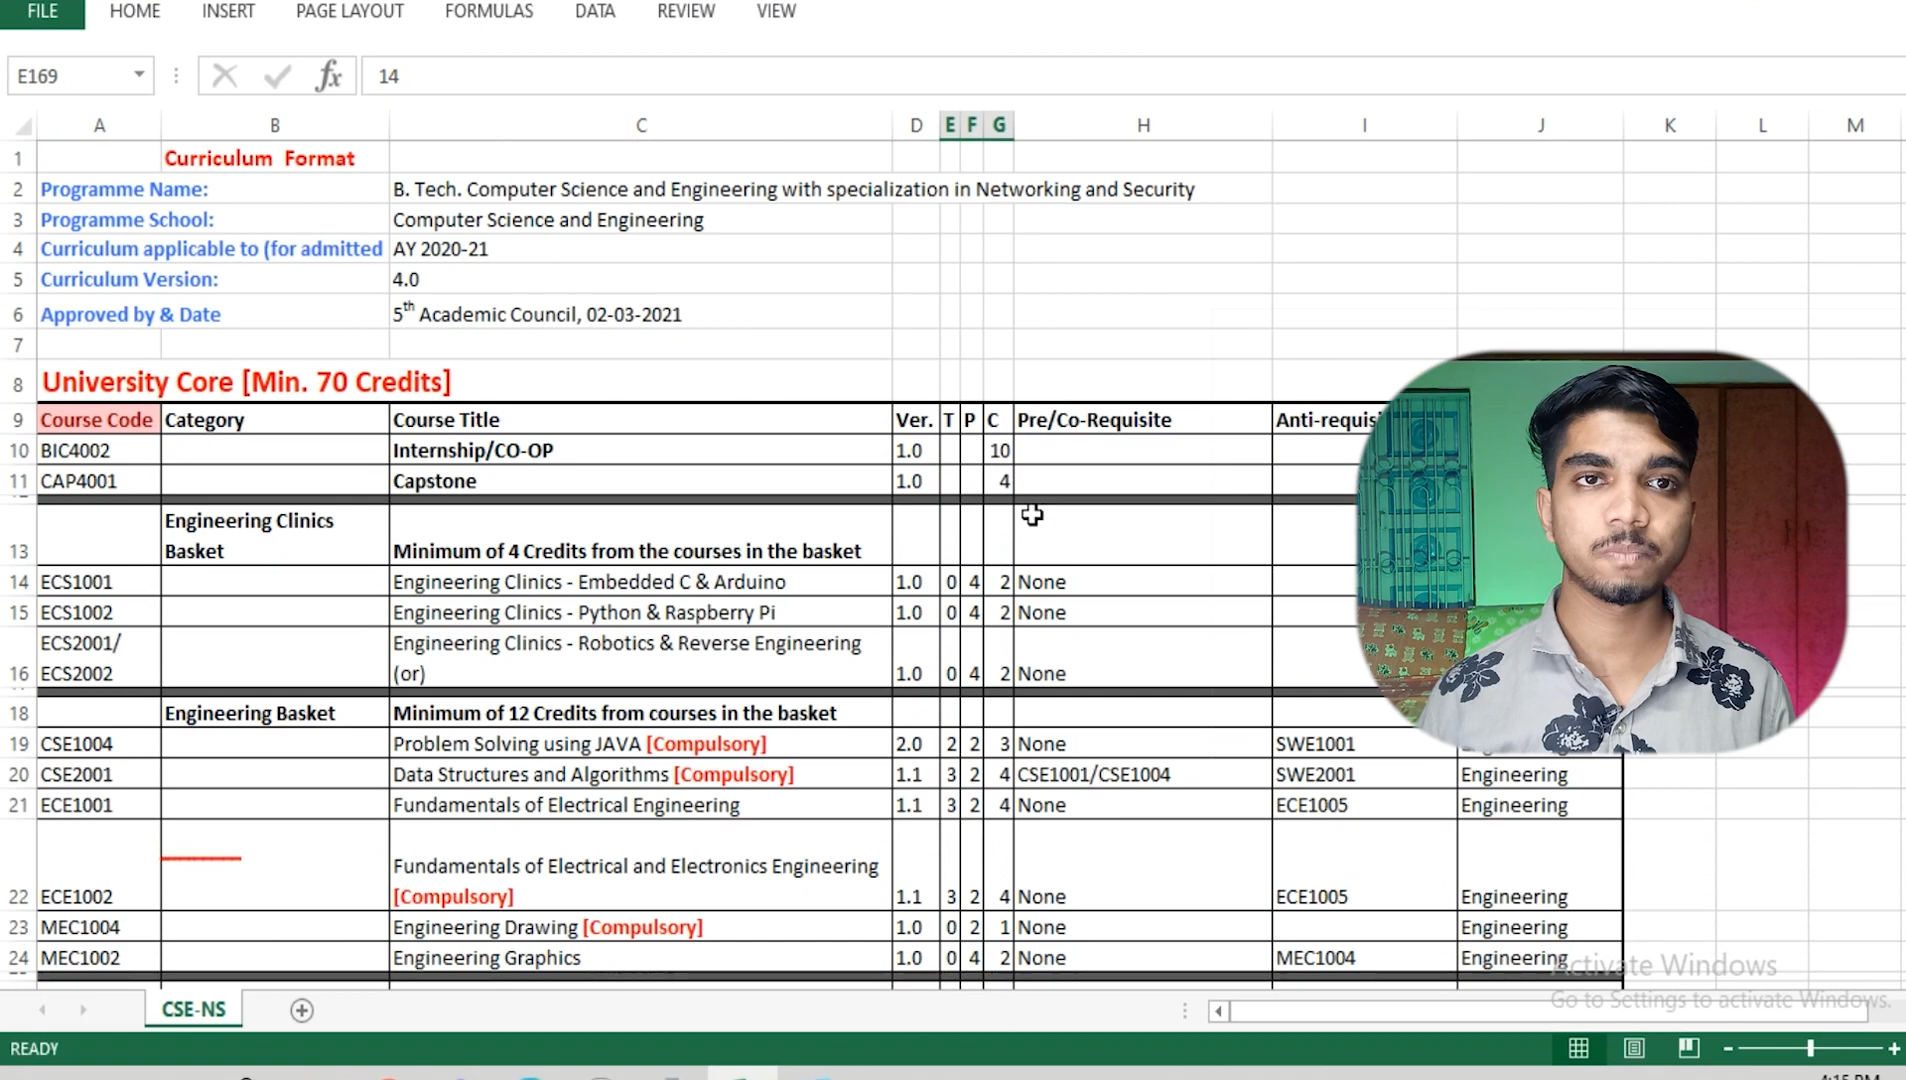 FILE HOME INSERT PAGE LAYOUT FORMULAS DATA REVIEW VIEW
E169 fx 14
A B C D E F G H I J K L M
1 Curriculum Format
2 Programme Name: B. Tech. Computer Science and Engineering with specialization in Networking and Security
3 Programme School: Computer Science and Engineering
4 Curriculum applicable to (for admitted AY 2020-21
5 Curriculum Version: 4.0
6 Approved by & Date 5th Academic Council, 02-03-2021
7
8 University Core [Min. 70 Credits]
9 Course Code Category Course Title Ver. T P C Pre/Co-Requisite
10 BIC4002 Internship/CO-OP 1.0 10
11 CAP4001 Capstone 1.0 4
Engineering Clinics
13 Basket Minimum of 4 Credits from the courses in the basket
14 ECS1001 Engineering Clinics - Embedded C & Arduino 1.0 0 4 2 None
15 ECS1002 Engineering Clinics - Python & Raspberry Pi 1.0 0 4 2 None
ECS2001/ Engineering Clinics - Robotics & Reverse Engineering
16 ECS2002 (or) 1.0 0 4 2 None
18 Engineering Basket Minimum of 12 Credits from courses in the basket
19 CSE1004 Problem Solving using JAVA [Compulsory] 2.0 2 2 3 None SWE1001
20 CSE2001 Data Structures and Algorithms [Compulsory] 1.1 3 2 4 CSE1001/CSE1004 SWE2001 Engineering
21 ECE1001 Fundamentals of Electrical Engineering 1.1 3 2 4 None ECE1005 Engineering
Fundamentals of Electrical and Electronics Engineering
22 ECE1002 [Compulsory] 1.1 3 2 4 None ECE1005 Engineering
23 MEC1004 Engineering Drawing [Compulsory] 1.0 0 2 1 None Engineering
24 MEC1002 Engineering Graphics 1.0 0 4 2 None MEC1004 Engineering
Activate Windows
Go to Settings to activate Windows.
CSE-NS
READY